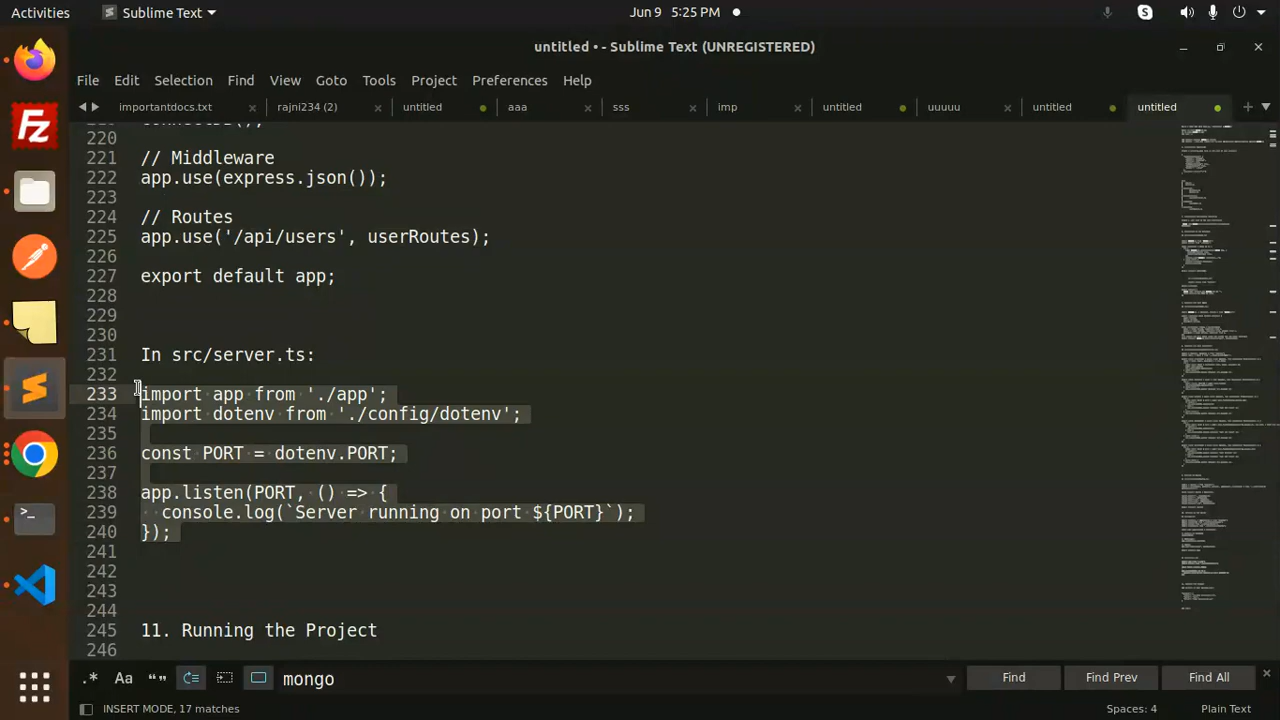 Activities
Sublime Text
Jun 9 5:25 PM
untitled • - Sublime Text (UNREGISTERED)
File Edit Selection Find View Goto Tools Project Preferences Help
importantdocs.txt rajni234 (2) untitled aaa sss imp untitled uuuuu untitled untitled
220
221 // Middleware
222 app.use(express.json());
223
224 // Routes
225 app.use('/api/users', userRoutes);
226
227 export default app;
228
229
230
231 In src/server.ts:
232
233 import app from './app';
234 import dotenv from './config/dotenv';
235
236 const PORT = dotenv.PORT;
237
238 app.listen(PORT, () => {
239 console.log(`Server running on port ${PORT}`);
240 });
241
242
243
244
245 11. Running the Project
246
.* Aa mongo Find Find Prev Find All
INSERT MODE, 17 matches Spaces: 4 Plain Text